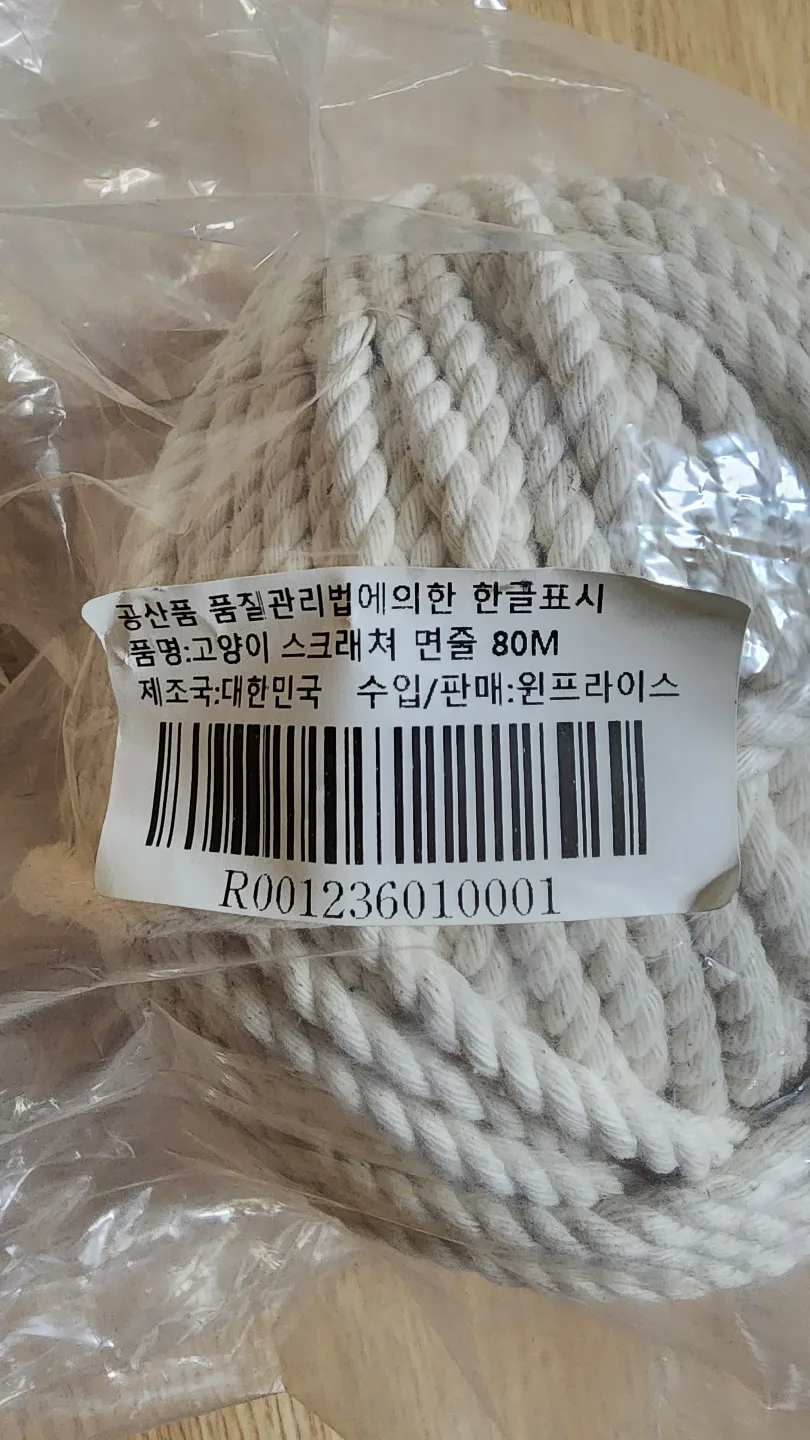 공산품 품질관리법에의한 한글표시
품명:고양이 스크래쳐 면줄 80M
제조국:대한민국 수입/판매:윈프라이스
R001236010001